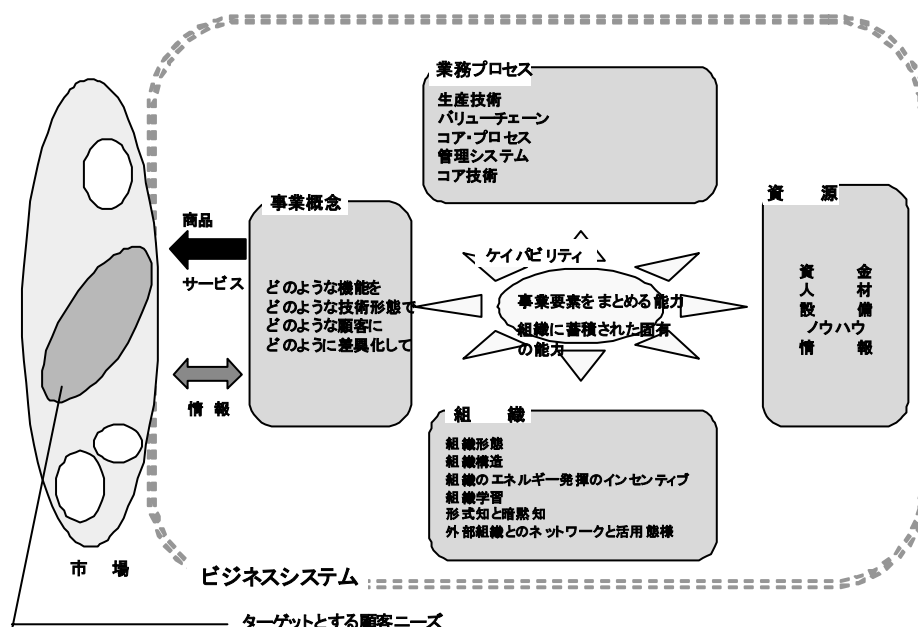 業務プロセス
生産技術
バリューチェーン
コア・プロセス
管理システム
コア技術
事業概念
商品
サービス
どのような機能を
どのような技術形態で
どのような顧客に
どのように差異化して
情報
ケイパビリティ
事業要素をまとめる能力
組織に蓄積された固有
の能力
資源
資金
人材
設備
ノウハウ
情報
組織
組織形態
組織構造
組織のエネルギー発揮のインセンティブ
組織学習
形式知と暗黙知
外部組織とのネットワークと活用態様
市場
ビジネスシステム
ターゲットとする顧客ニーズ